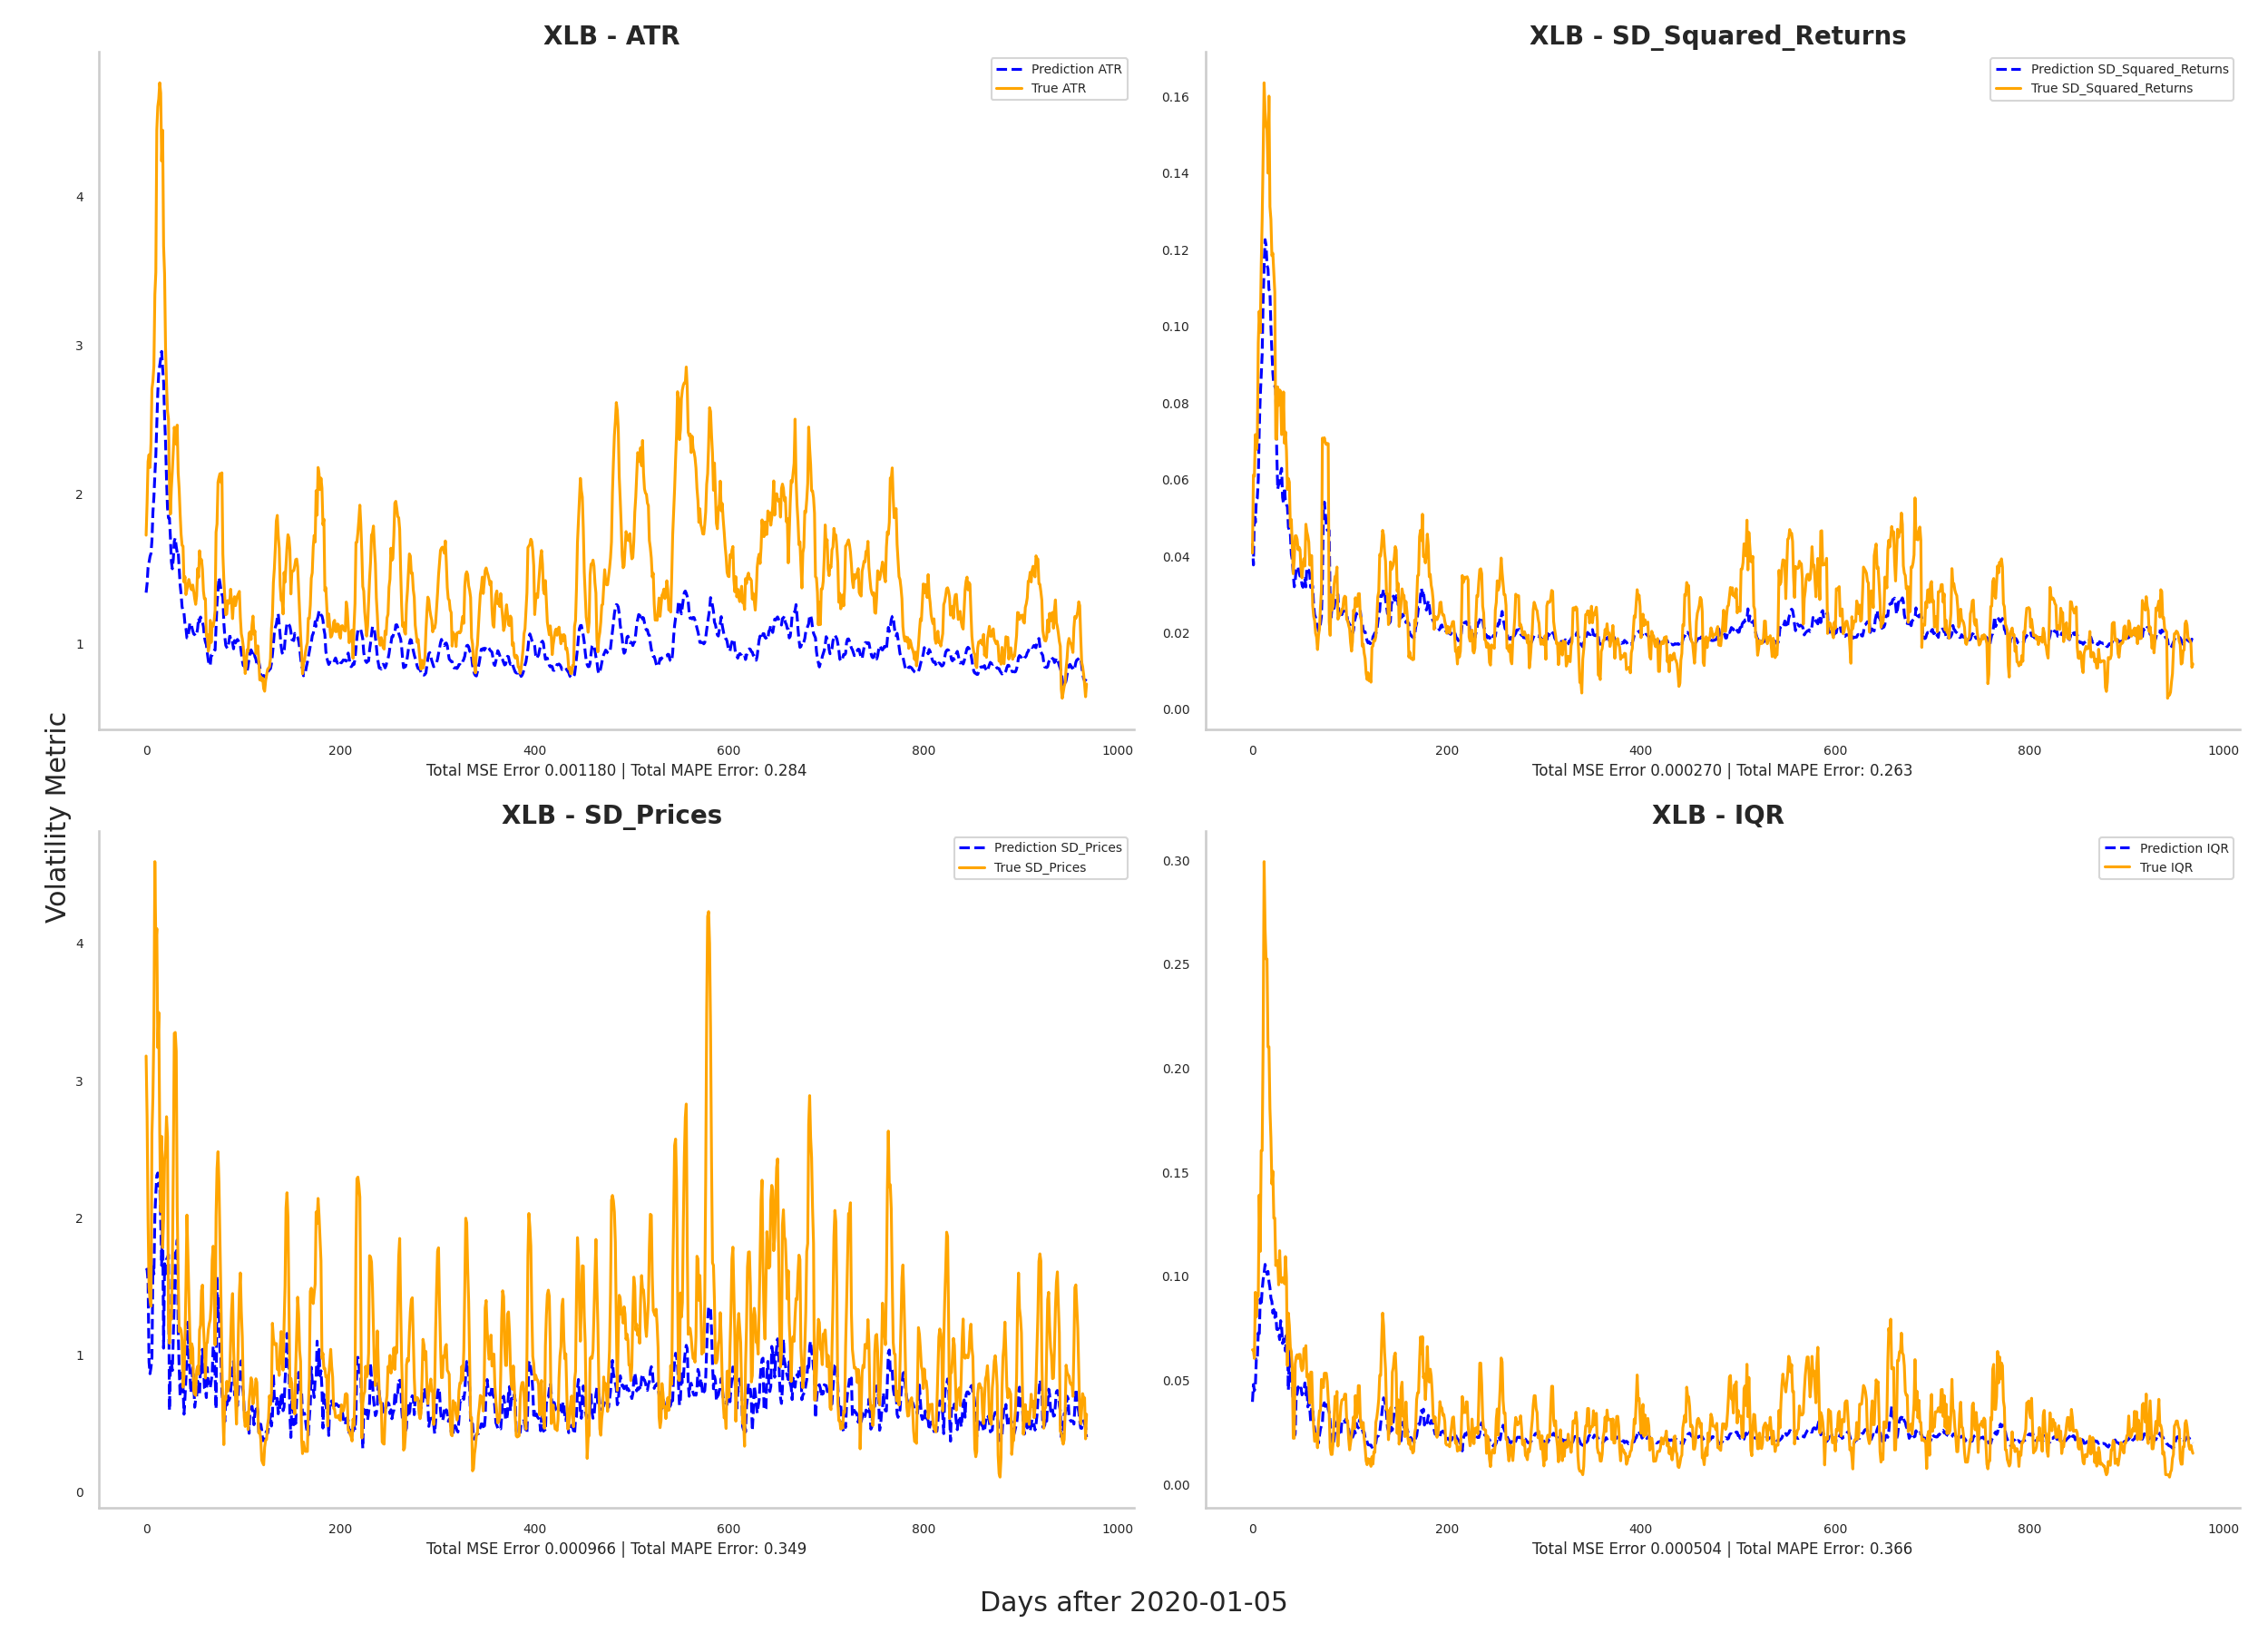 XLB - ATR
Prediction ATR
True ATR
4
3
2
1
0 200 400 600 800 1000
Total MSE Error 0.001180 | Total MAPE Error: 0.284
XLB - SD_Squared_Returns
Prediction SD_Squared_Returns
True SD_Squared_Returns
0.16
0.14
0.12
0.10
0.08
0.06
0.04
0.02
0.00
0 200 400 600 800 1000
Total MSE Error 0.000270 | Total MAPE Error: 0.263
Volatility Metric
XLB - SD_Prices
Prediction SD_Prices
True SD_Prices
4
3
2
1
0
0 200 400 600 800 1000
Total MSE Error 0.000966 | Total MAPE Error: 0.349
XLB - IQR
Prediction IQR
True IQR
0.30
0.25
0.20
0.15
0.10
0.05
0.00
0 200 400 600 800 1000
Total MSE Error 0.000504 | Total MAPE Error: 0.366
Days after 2020-01-05